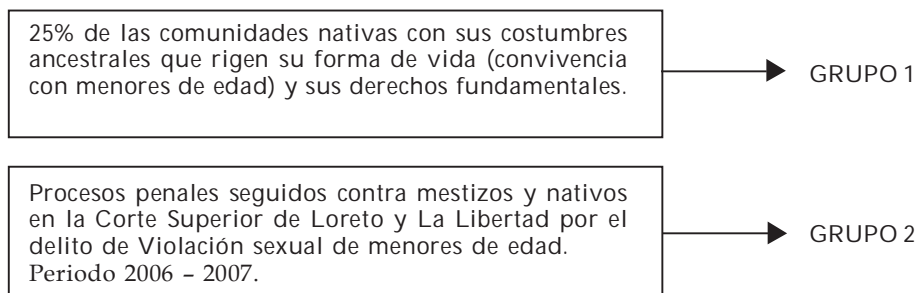 25% de las comunidades nativas con sus costumbres
ancestrales que rigen su forma de vida (convivencia
con menores de edad) y sus derechos fundamentales.
GRUPO 1
Procesos penales seguidos contra mestizos y nativos
en la Corte Superior de Loreto y La Libertad por el
delito de Violación sexual de menores de edad.
Periodo 2006 – 2007.
GRUPO 2